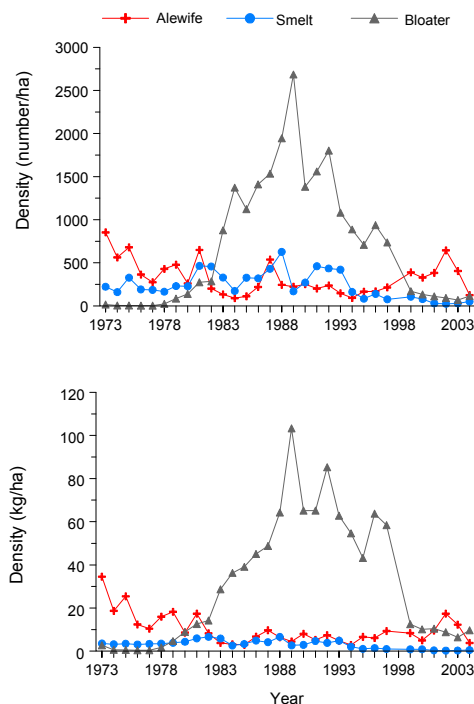 Alewife Smelt Bloater
Density (number/ha)
3000
2500
2000
1500
1000
500
0
1973 1978 1983 1988 1993 1998 2003
Density (kg/ha)
120
100
80
60
40
20
0
1973 1978 1983 1988 1993 1998 2003
Year